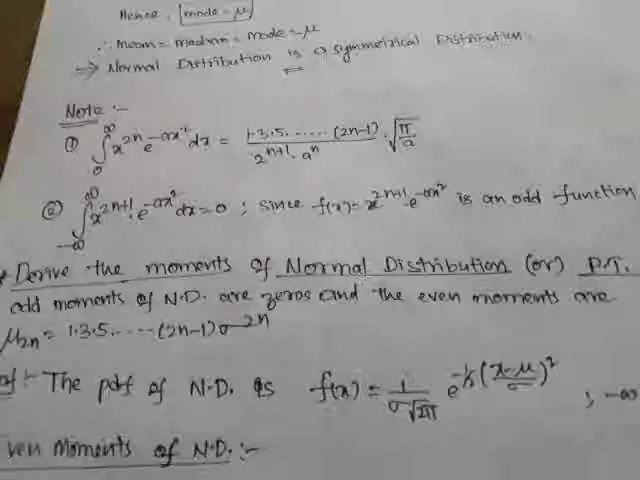 Hence, mode = μ
∴ Mean = median = mode = μ
→ Normal Distribution is a symmetrical Distribution.
Note :-
① ∫₀^∞ x^{2n} e^{-ax²} dx = 1.3.5. ...... (2n-1) / 2^{n+1}. a^n . √(π/a)
② ∫_{-∞}^{∞} x^{2n+1}. e^{-ax²} dx = 0 ; since f(x) = x^{2n+1}. e^{-ax²} is an odd function
Derive the moments of Normal Distribution (or) P.T.
odd moments of N.D. are zeros and the even moments are
μ_{2n} = 1.3.5. .... (2n-1) σ^{2n}
of :- The pdf of N.D. is f(x) = 1/(σ√2π) e^{-1/2 ((x-μ)/σ)²} ; -∞
ven moments of N.D. :-